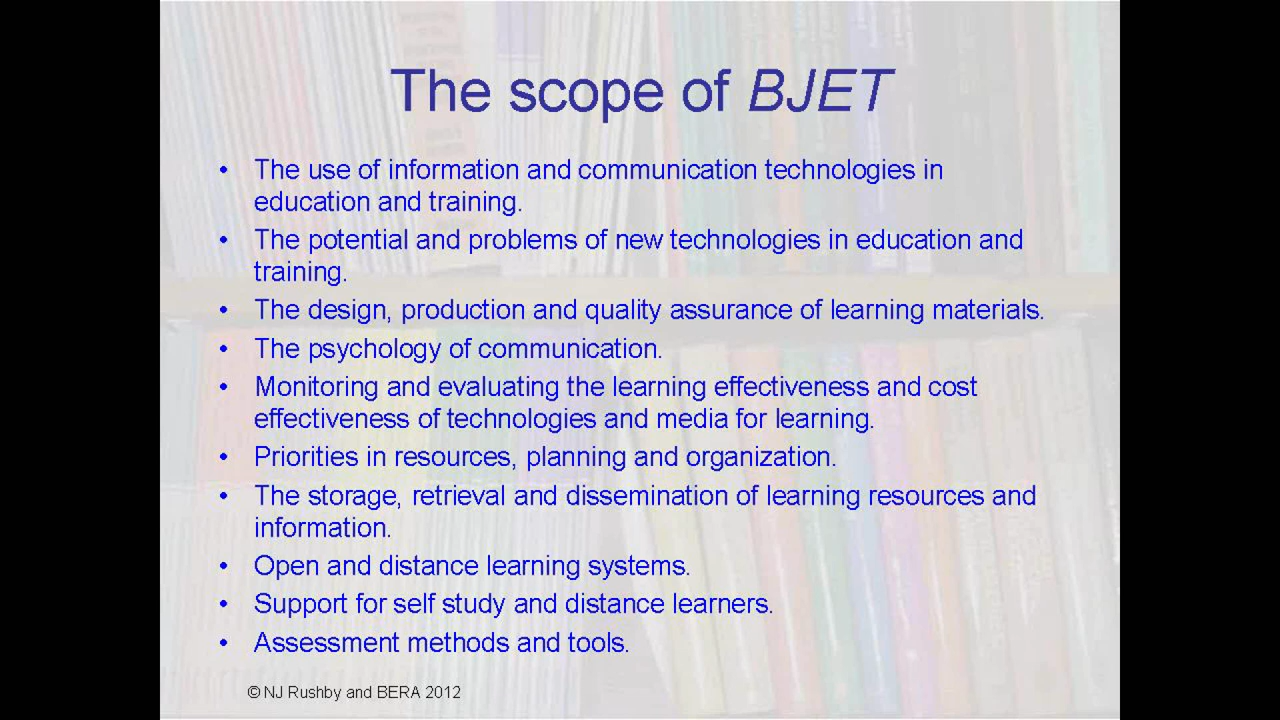 The scope of BJET
• The use of information and communication technologies in
education and training.
• The potential and problems of new technologies in education and
training.
• The design, production and quality assurance of learning materials.
• The psychology of communication.
• Monitoring and evaluating the learning effectiveness and cost
effectiveness of technologies and media for learning.
• Priorities in resources, planning and organization.
• The storage, retrieval and dissemination of learning resources and
information.
• Open and distance learning systems.
• Support for self study and distance learners.
• Assessment methods and tools.
© NJ Rushby and BERA 2012